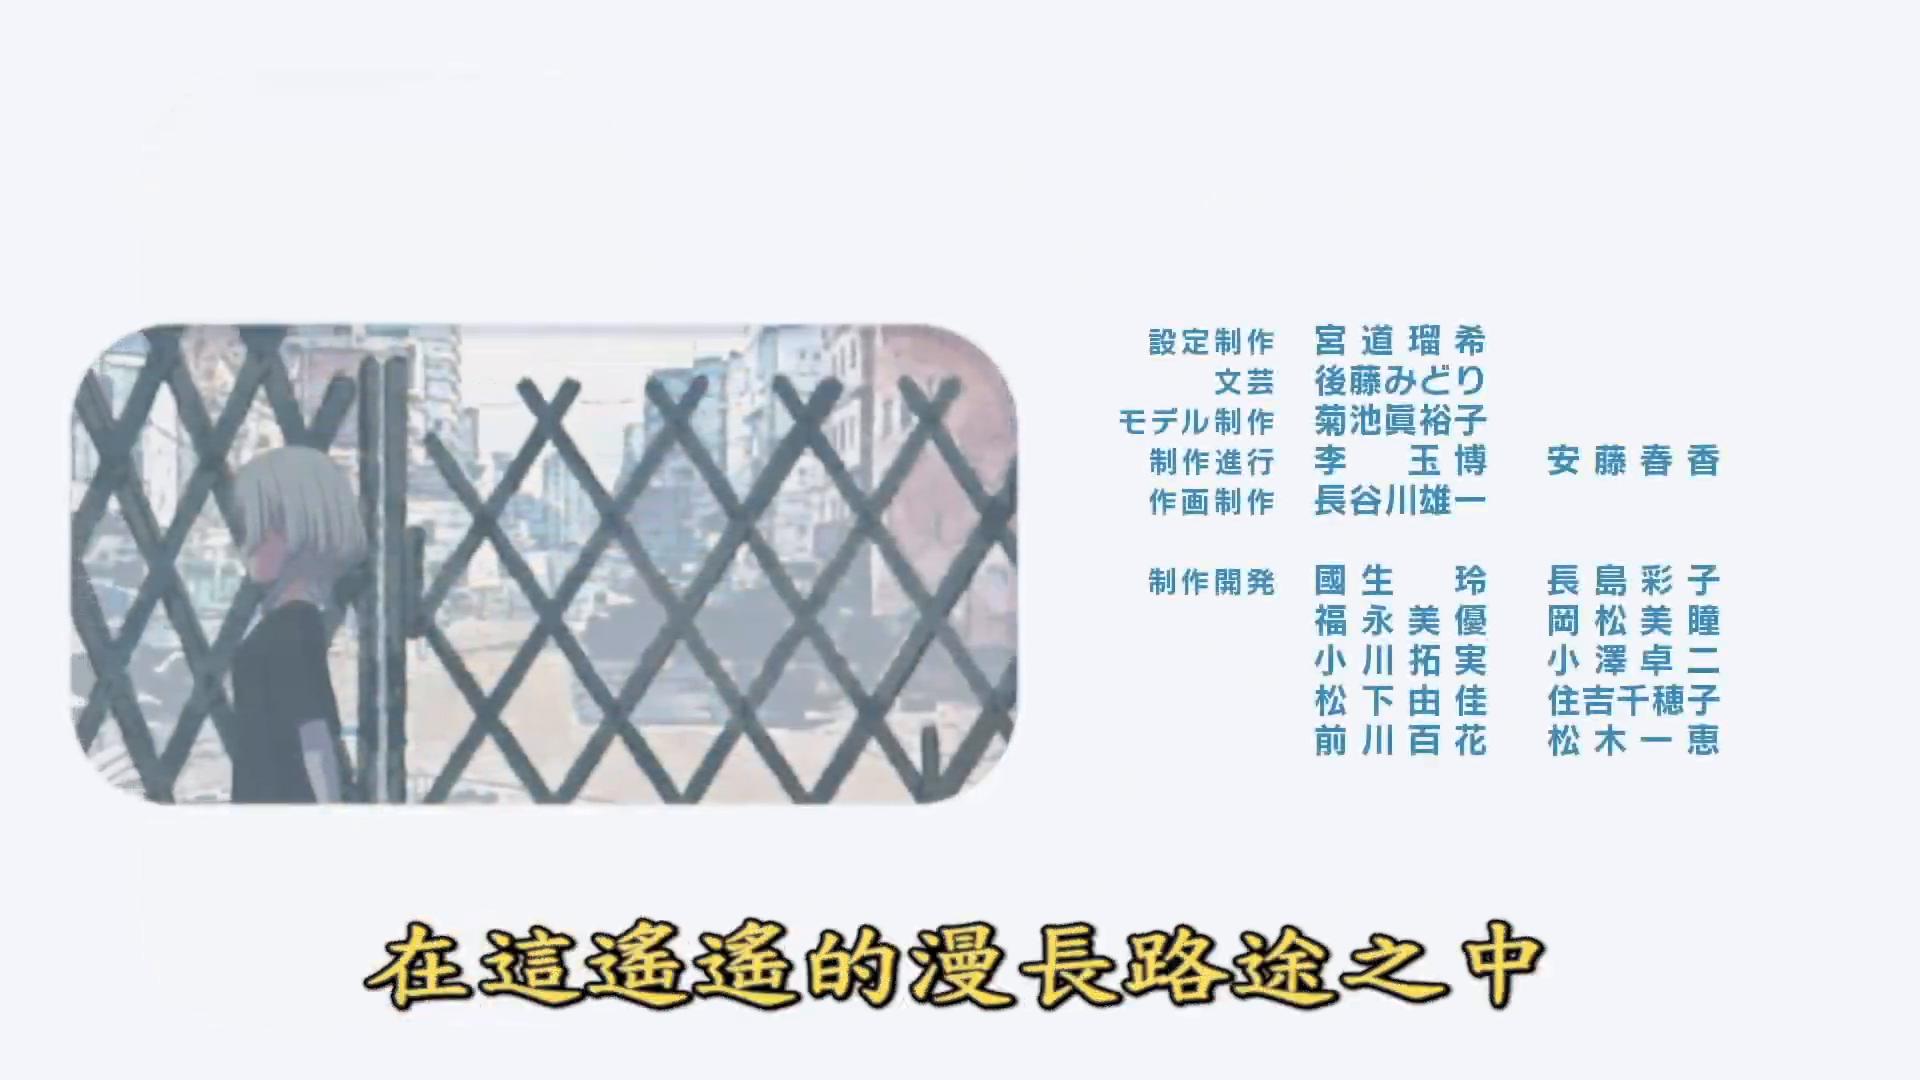 設定制作 宮道瑠希
文芸 後藤みどり
モデル制作 菊池眞裕子
制作進行 李玉博 安藤春香
作画制作 長谷川雄一
制作開発 國生玲 長島彩子
福永美優 岡松美瞳
小川拓実 小澤卓二
松下由佳 住吉千穂子
前川百花 松木一恵
在這遙遙的漫長路途之中